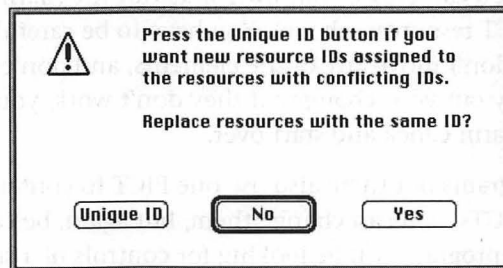 Press the Unique ID button if you
want new resource IDs assigned to
the resources with conflicting IDs.
Replace resources with the same ID?
Unique ID
No
Yes